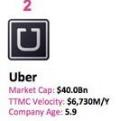 2
U
Uber
Market Cap: $40.0Bn
TTMC Velocity: $6,730M/Y
Company Age: 5.9